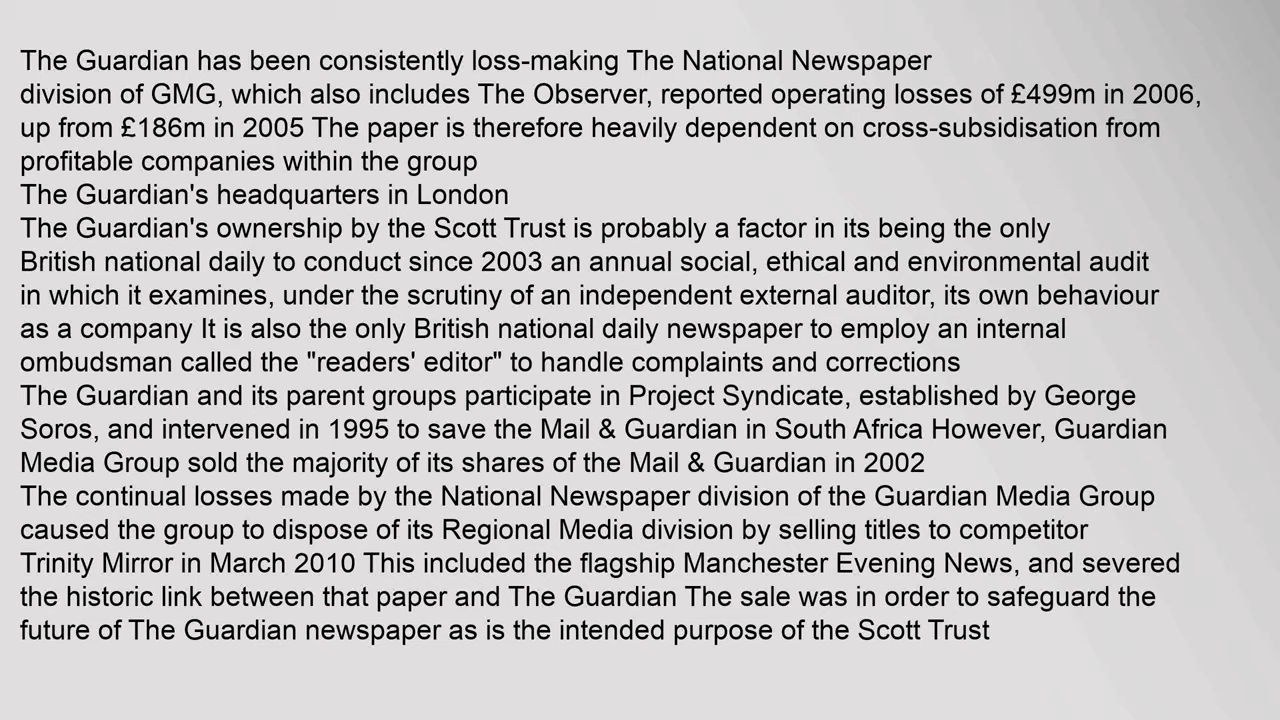 The Guardian has been consistently loss-making The National Newspaper
division of GMG, which also includes The Observer, reported operating losses of £499m in 2006,
up from £186m in 2005 The paper is therefore heavily dependent on cross-subsidisation from
profitable companies within the group
The Guardian's headquarters in London
The Guardian's ownership by the Scott Trust is probably a factor in its being the only
British national daily to conduct since 2003 an annual social, ethical and environmental audit
in which it examines, under the scrutiny of an independent external auditor, its own behaviour
as a company It is also the only British national daily newspaper to employ an internal
ombudsman called the "readers' editor" to handle complaints and corrections
The Guardian and its parent groups participate in Project Syndicate, established by George
Soros, and intervened in 1995 to save the Mail & Guardian in South Africa However, Guardian
Media Group sold the majority of its shares of the Mail & Guardian in 2002
The continual losses made by the National Newspaper division of the Guardian Media Group
caused the group to dispose of its Regional Media division by selling titles to competitor
Trinity Mirror in March 2010 This included the flagship Manchester Evening News, and severed
the historic link between that paper and The Guardian The sale was in order to safeguard the
future of The Guardian newspaper as is the intended purpose of the Scott Trust